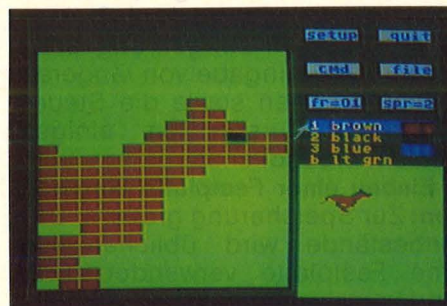 setup quit
cmd file
fr=01 spr=2
1 brown
2 black
3 blue
b lt grn